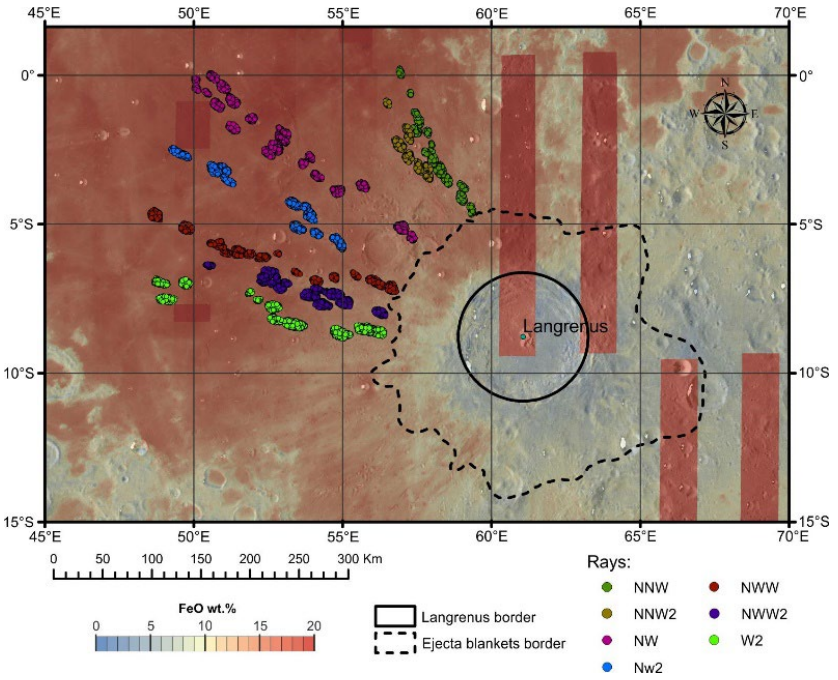 45° 50°E 55°E 60°E 65°E 70°E
0° 0°
5°S 5°S
10°S 10°S
15°S 15°S
N
W E
S
Langrenus
45°E 50°E 55°E 60°E 65°E 70°E
0 50 100 150 200 250 300 Km
FeO wt.%
0 5 10 15 20
Langrenus border
Ejecta blankets border
Rays:
NNW NWW
NNW2 NWW2
NW W2
Nw2